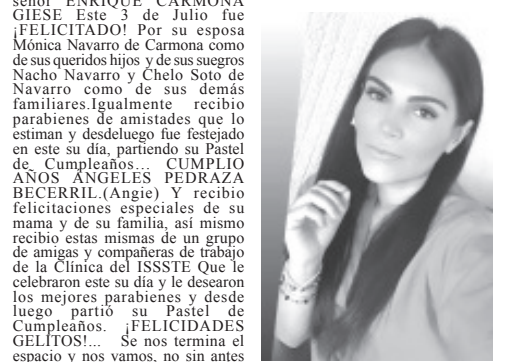 señor ENRIQUE CARMONA
GIESE Este 3 de Julio fue
¡FELICITADO! Por su esposa
Mónica Navarro de Carmona como
de sus queridos hijos y de sus suegros
Nacho Navarro y Chelo Soto de
Navarro como de sus demás
familiares.Igualmente recibio
parabienes de amistades que lo
estiman y desdeluego fue festejado
en este su día, partiendo su Pastel
de Cumpleaños... CUMPLIO
AÑOS ÁNGELES PEDRAZA
BECERRIL.(Angie) Y recibio
felicitaciones especiales de su
mama y de su familia, así mismo
recibio estas mismas de un grupo
de amigas y compañeras de trabajo
de la Clínica del ISSSTE Que le
celebraron este su día y le desearon
los mejores parabienes y desde
luego partió su Pastel de
Cumpleaños. ¡FELICIDADES
GELITOS!... Se nos termina el
espacio y nos vamos, no sin antes